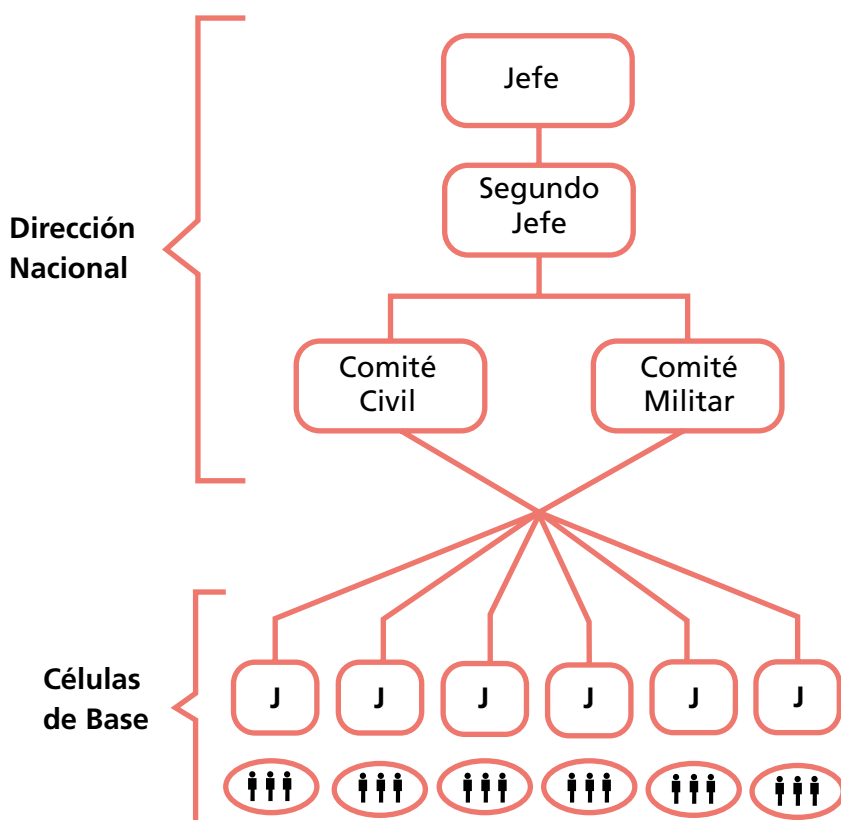 Jefe
Segundo
Jefe
Dirección
Nacional
Comité
Civil
Comité
Militar
Células
de Base
J
J
J
J
J
J